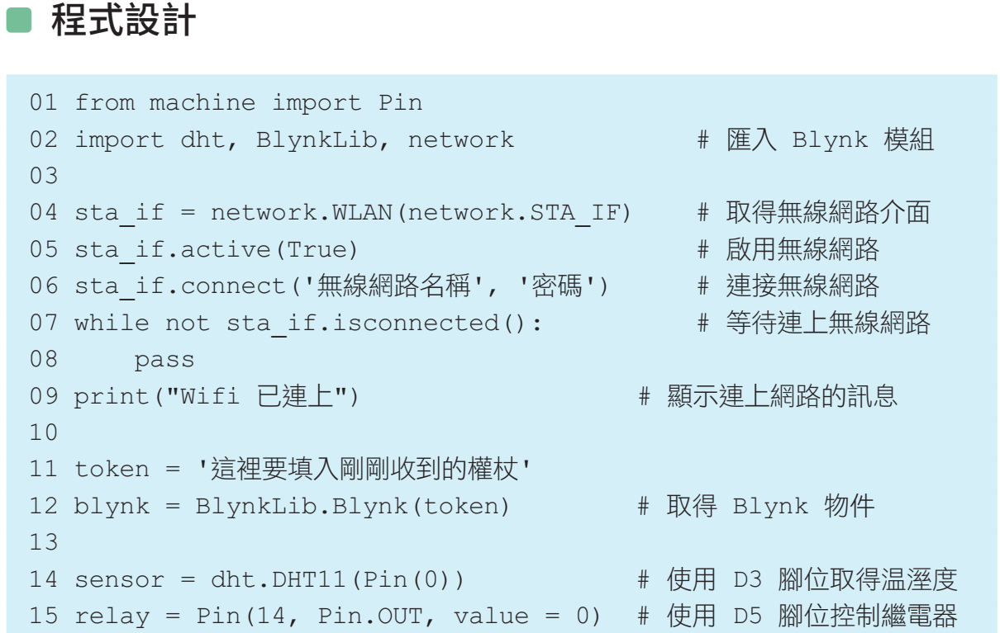 程式設計
01 from machine import Pin
02 import dht, BlynkLib, network # 匯入 Blynk 模組
03
04 sta_if = network.WLAN(network.STA_IF) # 取得無線網路介面
05 sta_if.active(True) # 啟用無線網路
06 sta_if.connect('無線網路名稱', '密碼') # 連接無線網路
07 while not sta_if.isconnected(): # 等待連上無線網路
08     pass
09 print("Wifi 已連上") # 顯示連上網路的訊息
10
11 token = '這裡要填入剛剛收到的權杖'
12 blynk = BlynkLib.Blynk(token) # 取得 Blynk 物件
13
14 sensor = dht.DHT11(Pin(0)) # 使用 D3 腳位取得温溼度
15 relay = Pin(14, Pin.OUT, value = 0) # 使用 D5 腳位控制繼電器